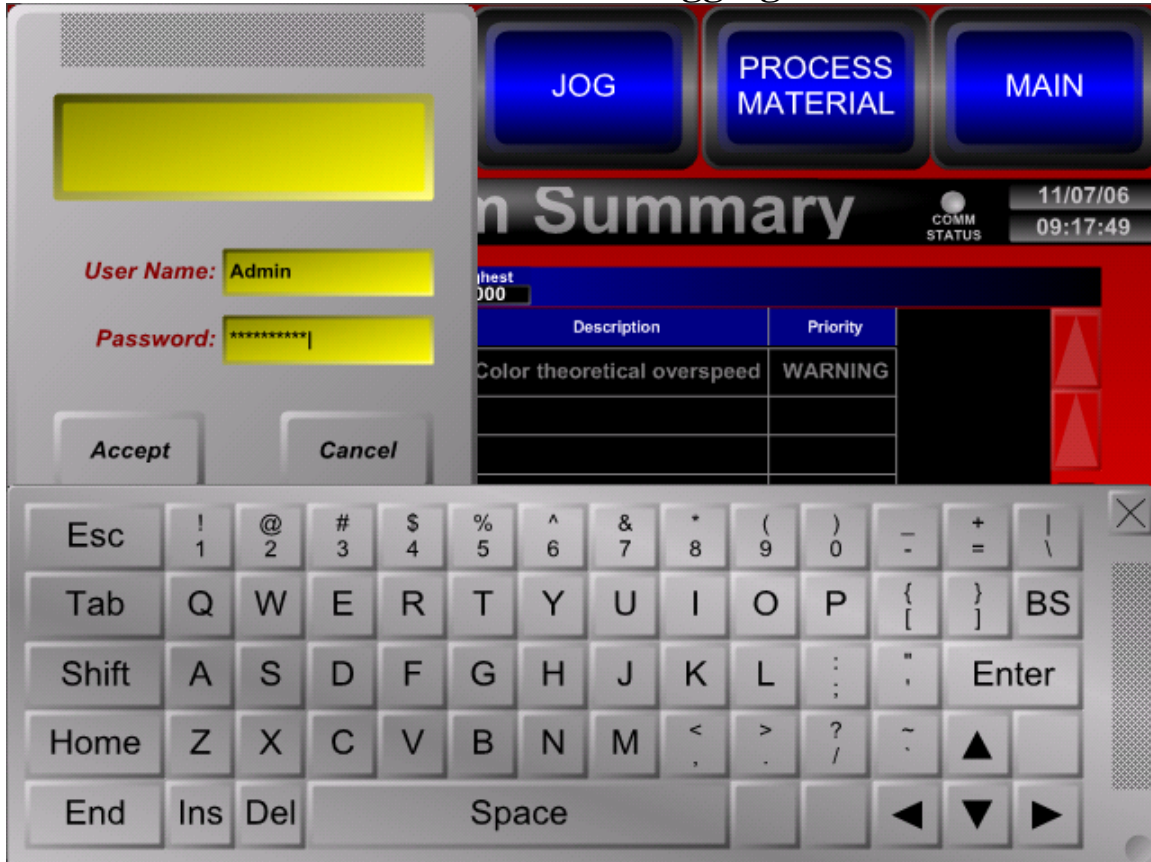 JOG
PROCESS
MATERIAL
MAIN
Summary
COMM
STATUS
11/07/06
09:17:49
User Name: Admin
Password: **********
Accept
Cancel
Description
Priority
Color theoretical overspeed
WARNING
Esc ! 1 @ 2 # 3 $ 4 % 5 ^ 6 & 7 * 8 ( 9 ) 0 _ - + = | \
Tab Q W E R T Y U I O P { [ } ] BS
Shift A S D F G H J K L : ; " ' Enter
Home Z X C V B N M < , > . ? / ~ `
End Ins Del Space